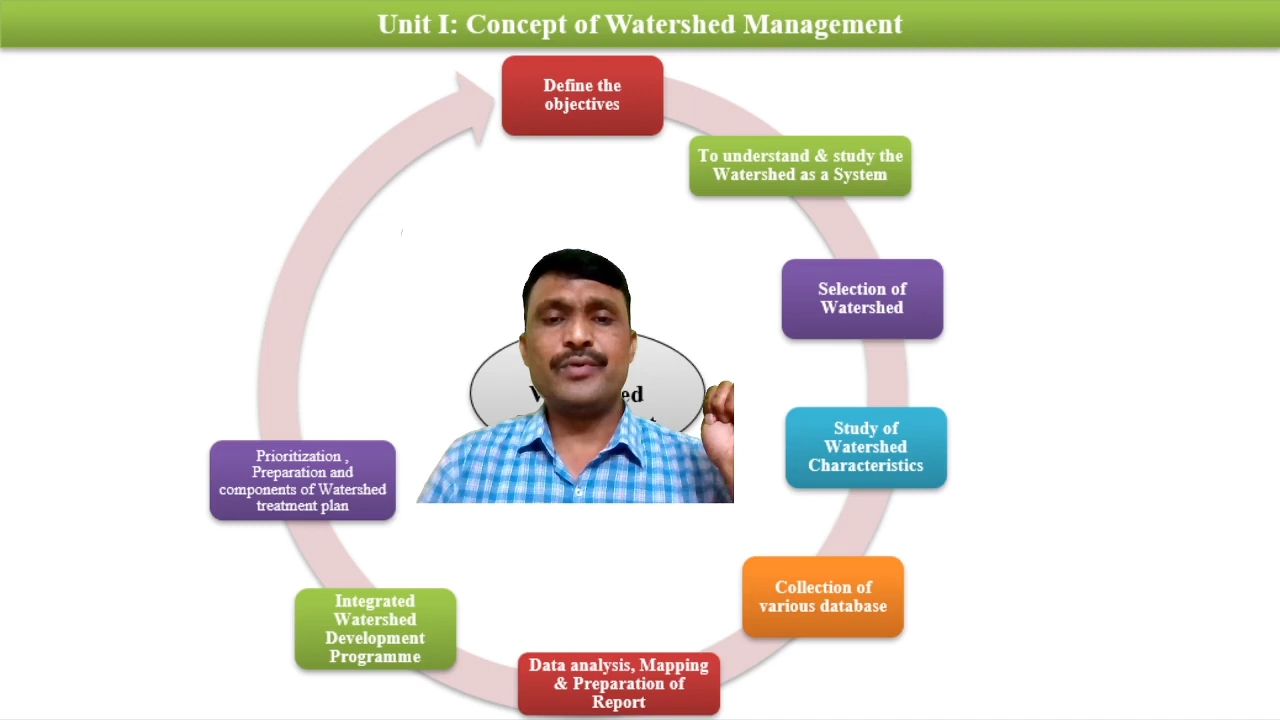 Unit I: Concept of Watershed Management
Define the
objectives
To understand & study the
Watershed as a System
Selection of
Watershed
Study of
Watershed
Characteristics
Collection of
various database
Data analysis, Mapping
& Preparation of
Report
Integrated
Watershed
Development
Programme
Prioritization ,
Preparation and
components of Watershed
treatment plan